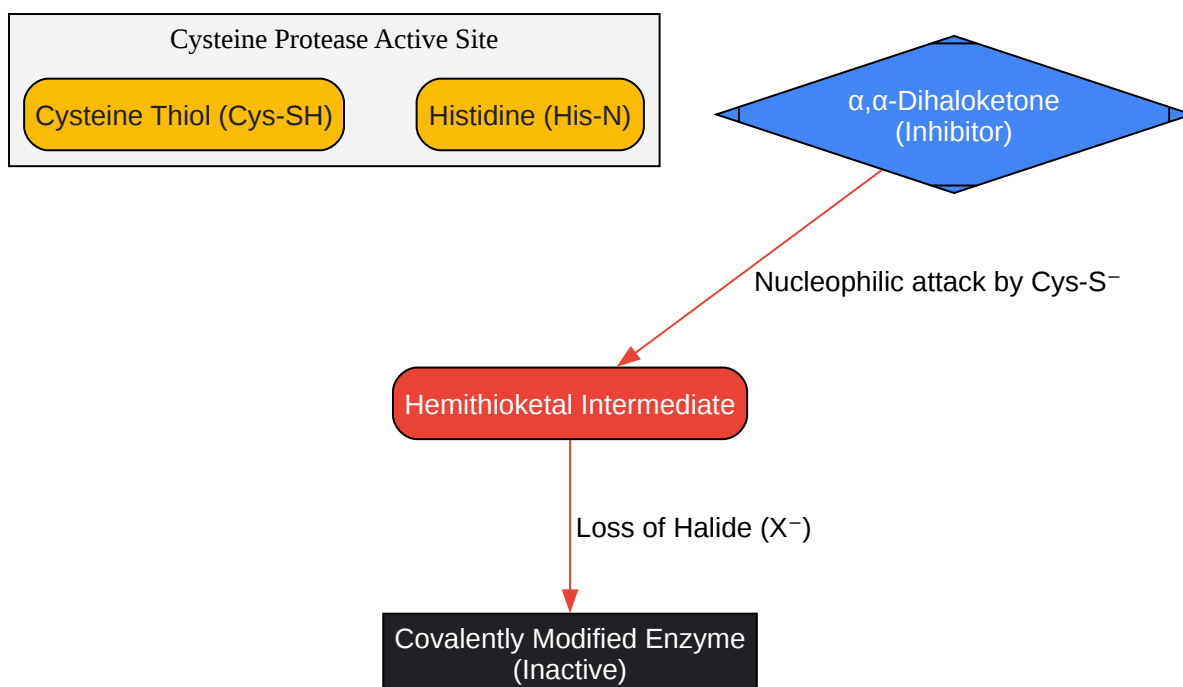 Cysteine Protease Active Site
Cysteine Thiol (Cys-SH)
Histidine (His-N)
α,α-Dihaloketone
(Inhibitor)
Nucleophilic attack by Cys-S⁻
Hemithioketal Intermediate
Loss of Halide (X⁻)
Covalently Modified Enzyme
(Inactive)